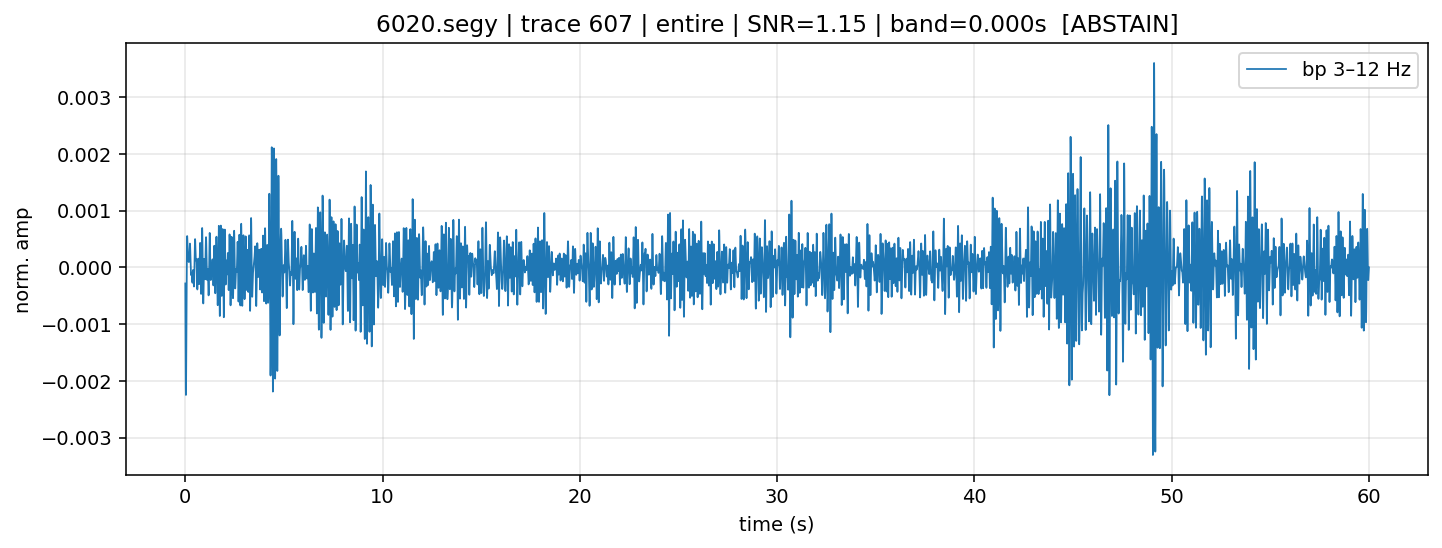 6020.segy | trace 607 | entire | SNR=1.15 | band=0.000s [ABSTAIN]
bp 3–12 Hz
norm. amp
0.003
0.002
0.001
0.000
−0.001
−0.002
−0.003
0 10 20 30 40 50 60
time (s)